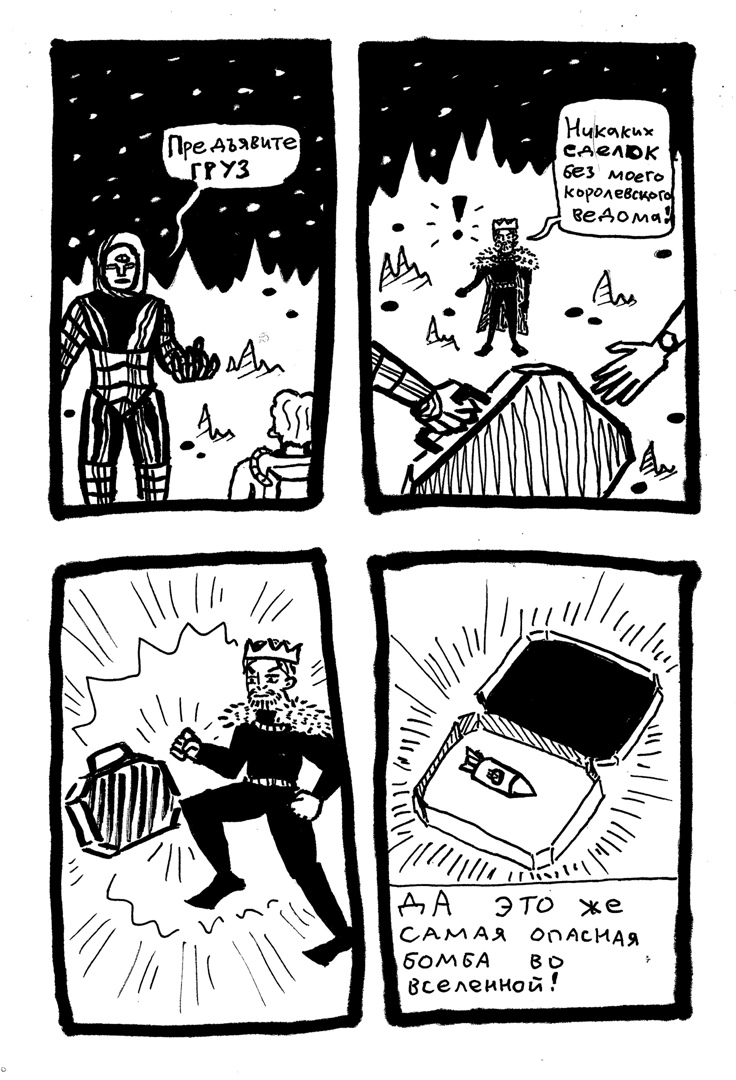 Предъявите
ГРУЗ
Никаких
СДЕЛОК
без моего
королевского
ведома!
!
ДА ЭТО же
САМАЯ ОПАСНАЯ
БОМБА ВО
вселенной!